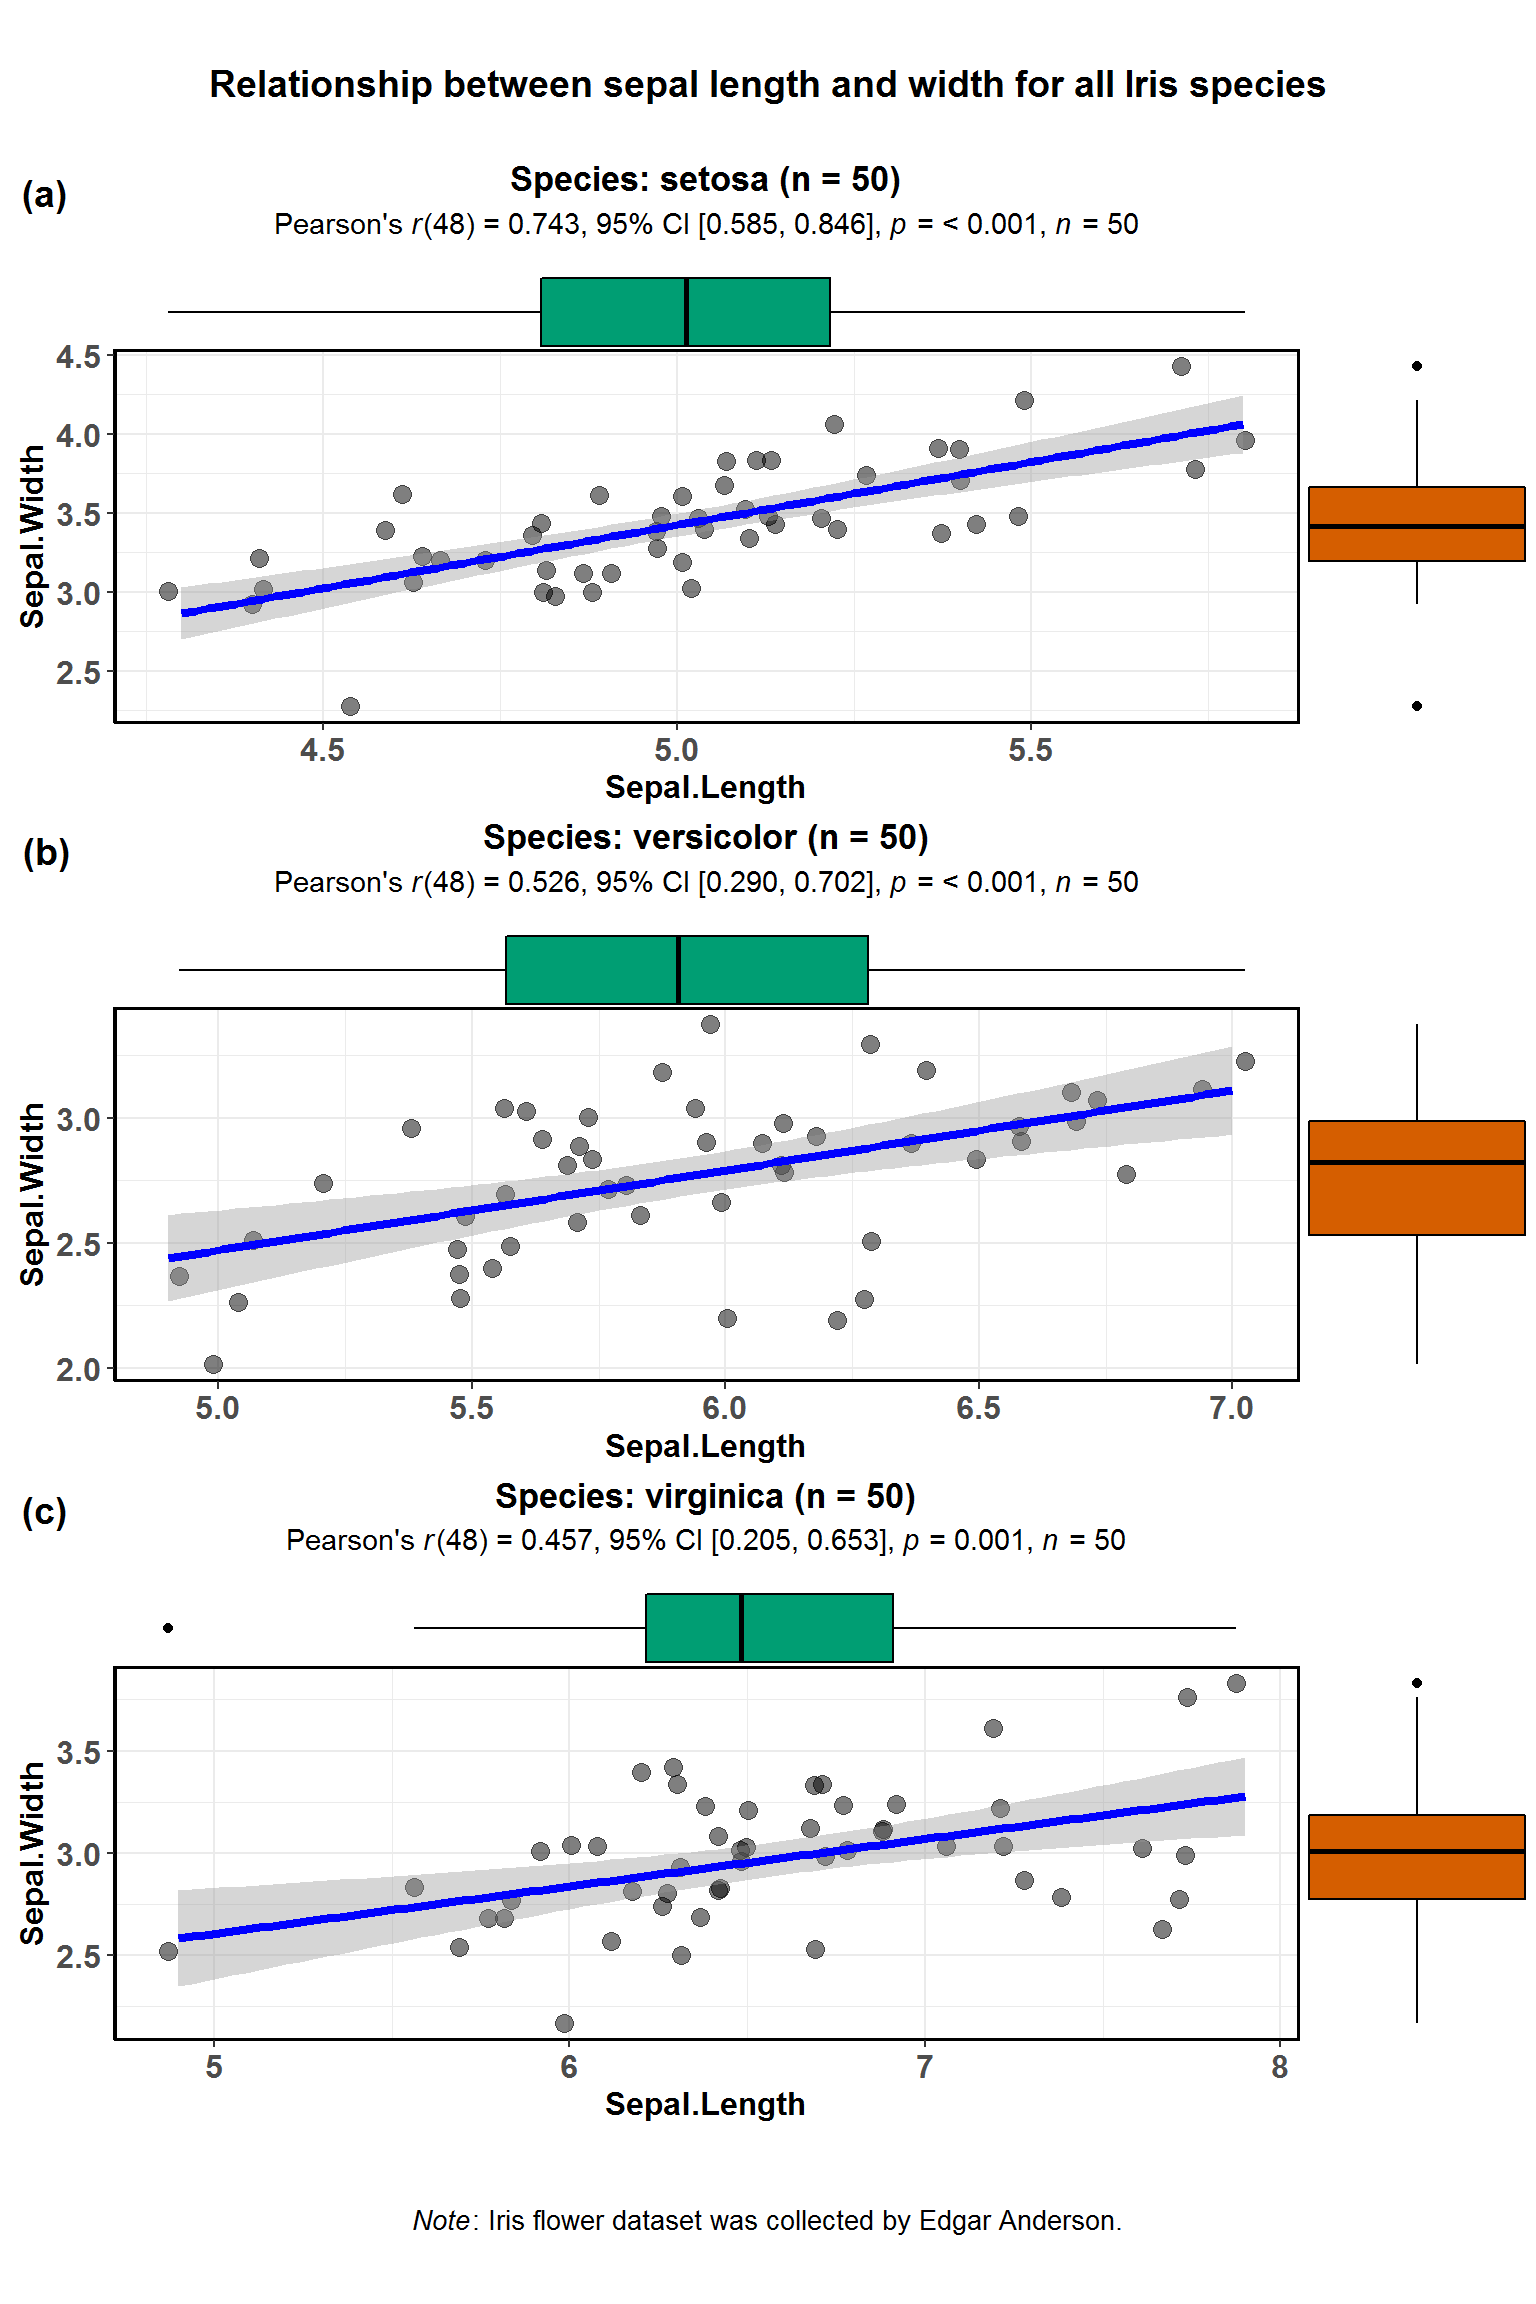 Relationship between sepal length and width for all Iris species
(a)
Species: setosa (n = 50)
Pearson's r(48) = 0.743, 95% CI [0.585, 0.846], p = < 0.001, n = 50
Sepal.Width
4.5
4.0
3.5
3.0
2.5
4.5 5.0 5.5
Sepal.Length
(b)
Species: versicolor (n = 50)
Pearson's r(48) = 0.526, 95% CI [0.290, 0.702], p = < 0.001, n = 50
Sepal.Width
3.0
2.5
2.0
5.0 5.5 6.0 6.5 7.0
Sepal.Length
(c)
Species: virginica (n = 50)
Pearson's r(48) = 0.457, 95% CI [0.205, 0.653], p = 0.001, n = 50
Sepal.Width
3.5
3.0
2.5
5 6 7 8
Sepal.Length
Note: Iris flower dataset was collected by Edgar Anderson.